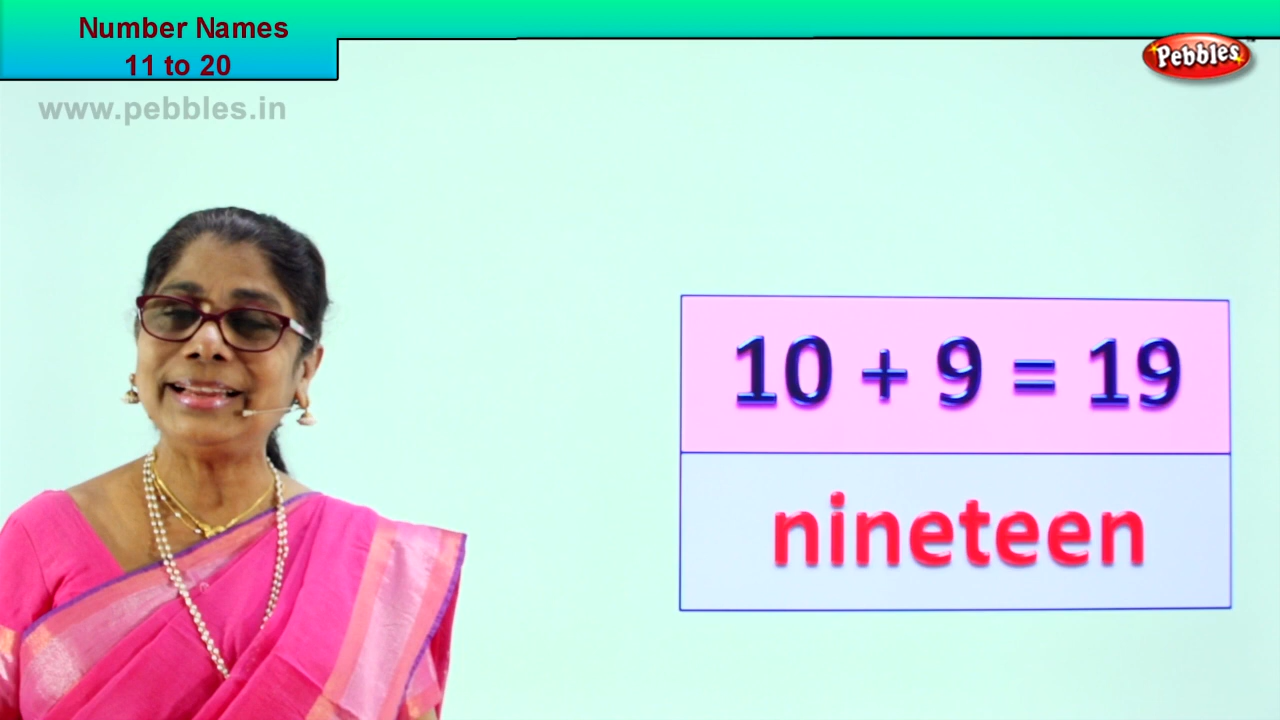 Number Names
11 to 20
Pebbles
www.pebbles.in
10 + 9 = 19
nineteen